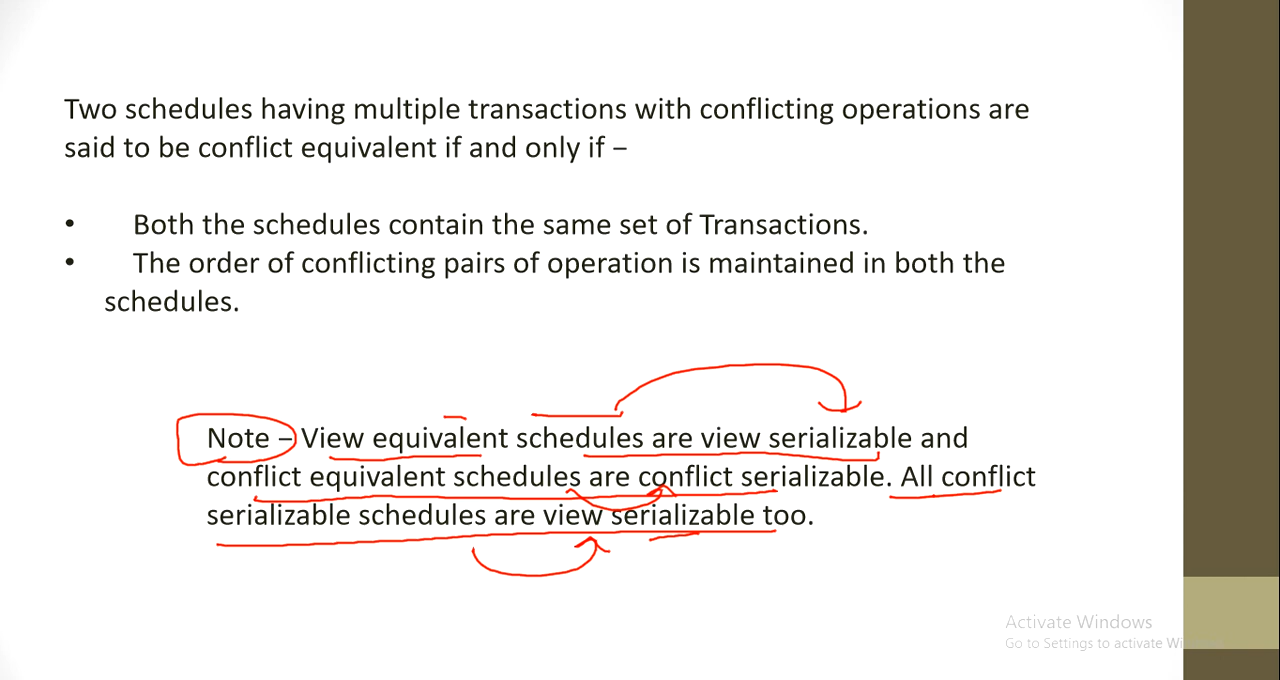 Two schedules having multiple transactions with conflicting operations are
said to be conflict equivalent if and only if –
• Both the schedules contain the same set of Transactions.
• The order of conflicting pairs of operation is maintained in both the
schedules.
Note – View equivalent schedules are view serializable and
conflict equivalent schedules are conflict serializable. All conflict
serializable schedules are view serializable too.
Activate Windows
Go to Settings to activate